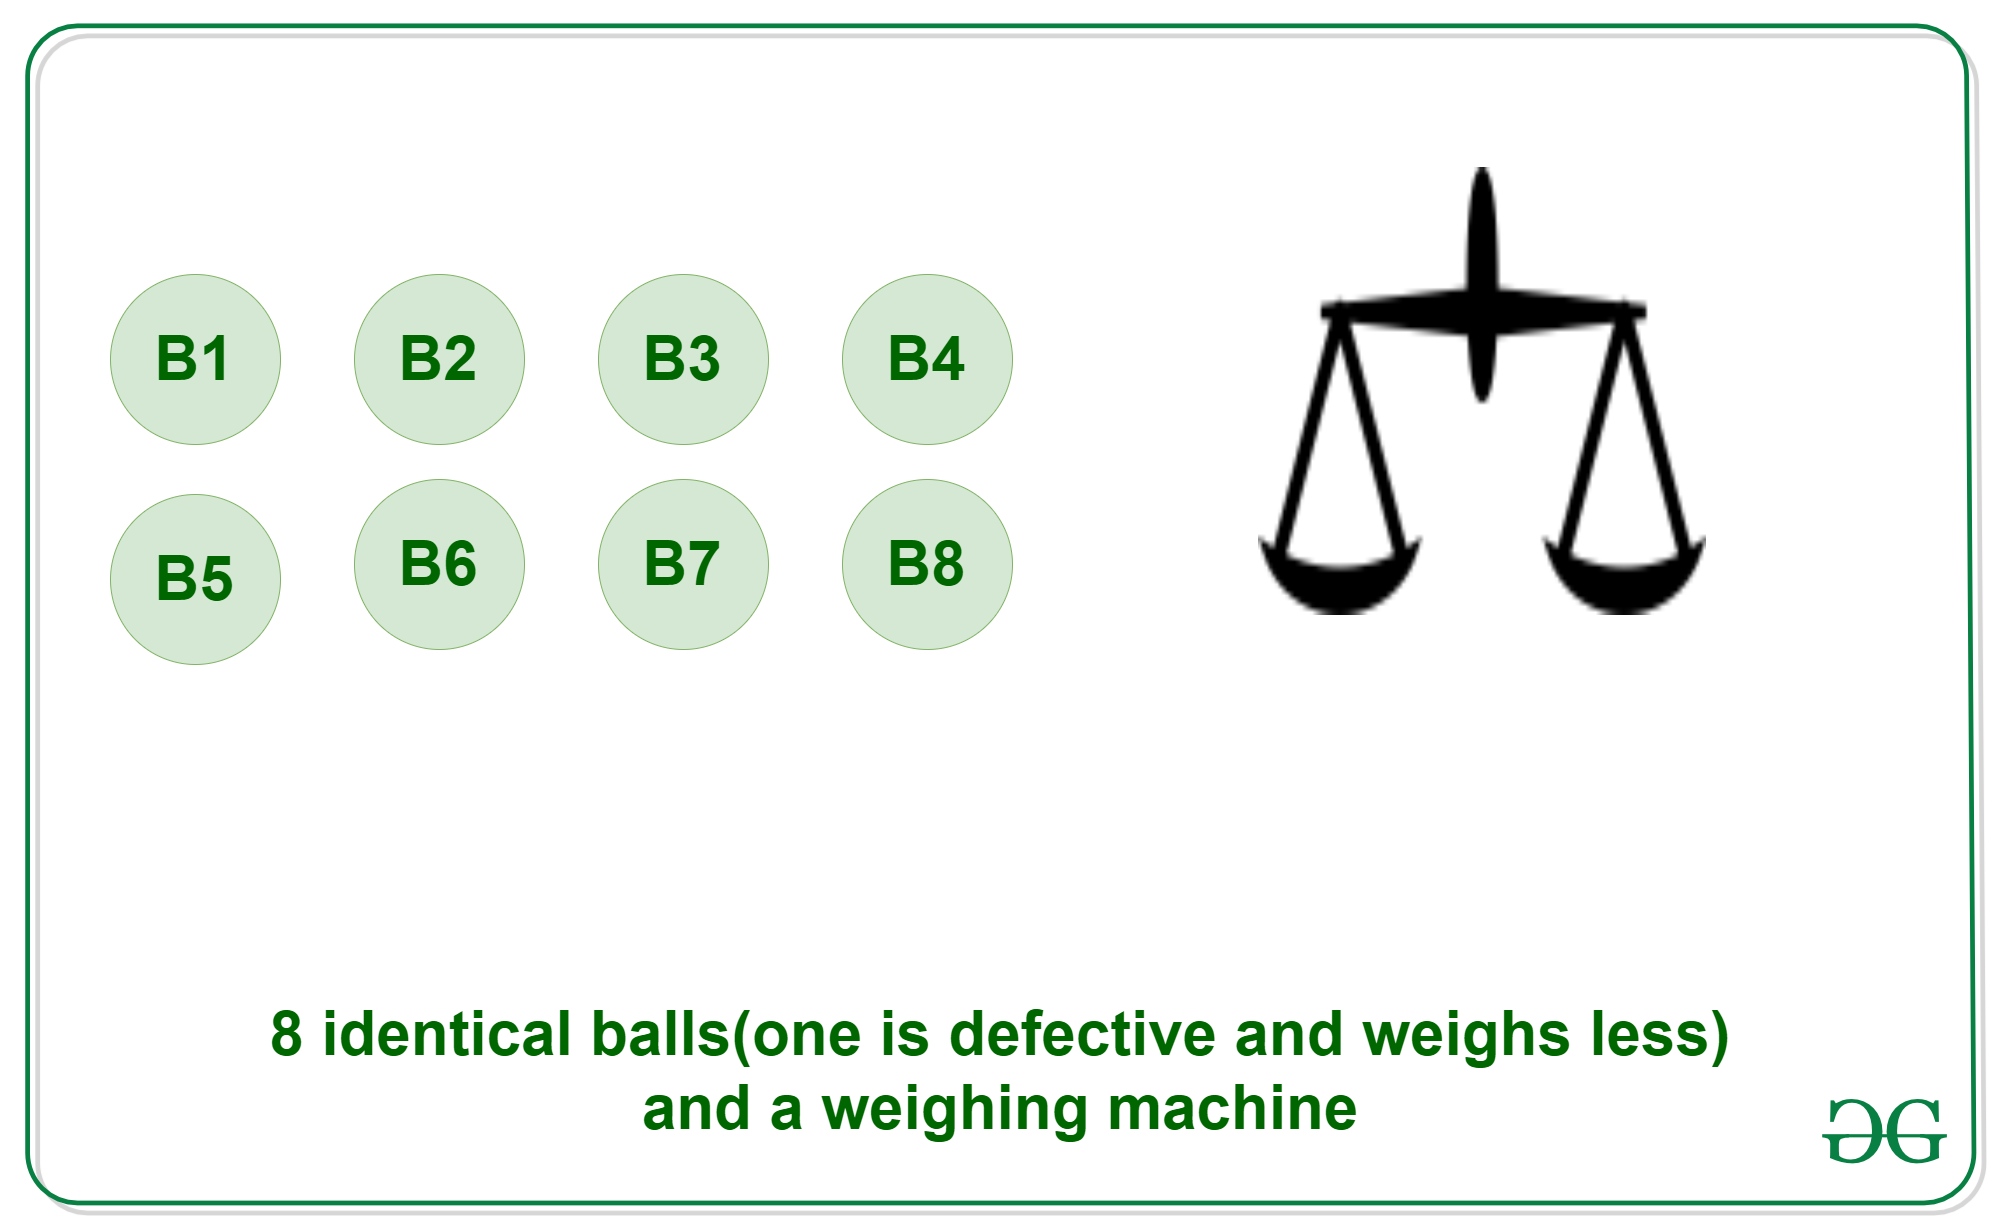 B1 B2 B3 B4
B5 B6 B7 B8
8 identical balls(one is defective and weighs less)
and a weighing machine